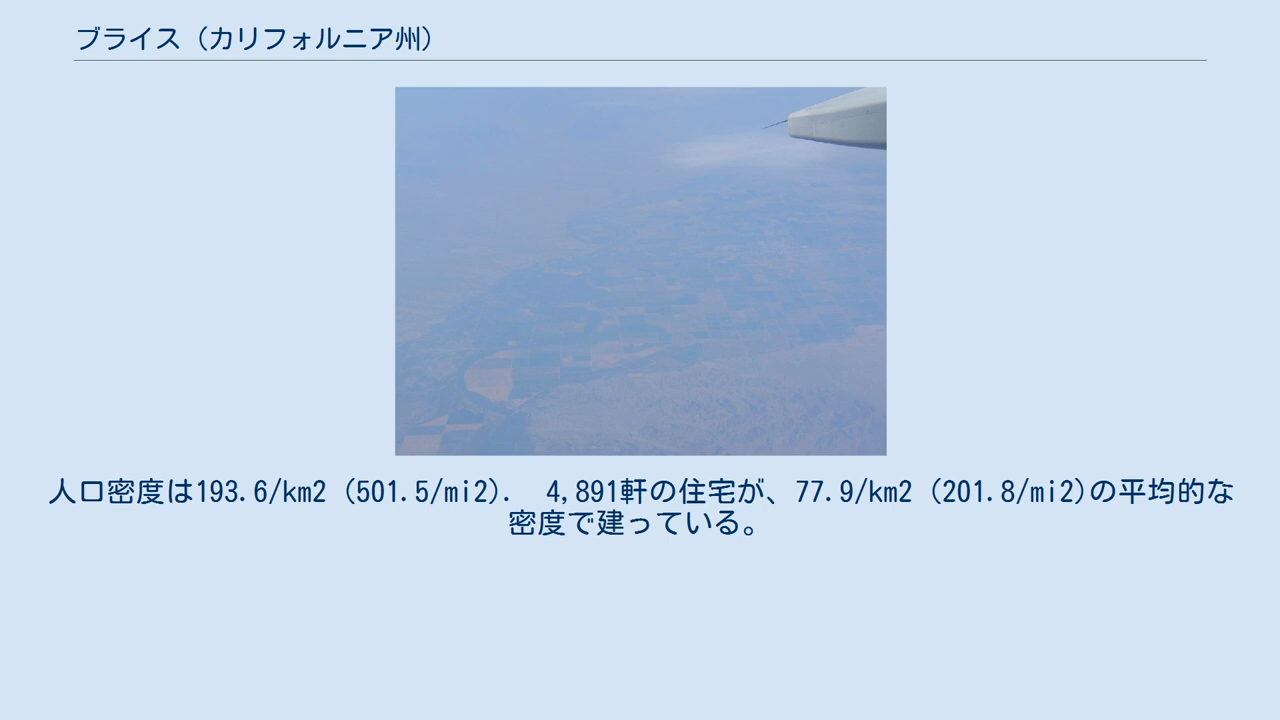 ブライス（カリフォルニア州）
人口密度は193.6/km2（501.5/mi2）.　4,891軒の住宅が、77.9/km2（201.8/mi2)の平均的な
密度で建っている。